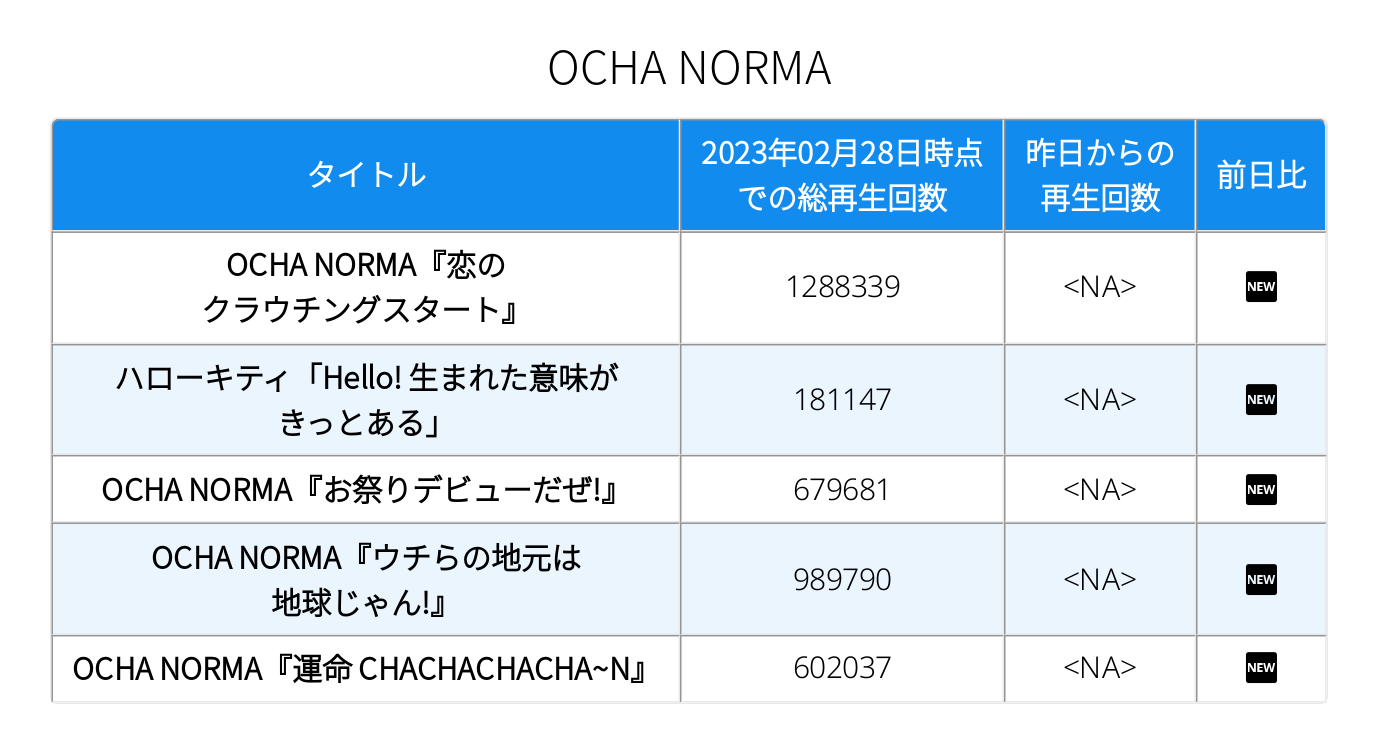 OCHA NORMA
タイトル
2023年02月28日時点
での総再生回数
昨日からの
再生回数
前日比
OCHA NORMA『恋の
クラウチングスタート』
1288339
<NA>
NEW
ハローキティ「Hello! 生まれた意味が
きっとある」
181147
<NA>
NEW
OCHA NORMA『お祭りデビューだぜ!』
679681
<NA>
NEW
OCHA NORMA『ウチらの地元は
地球じゃん!』
989790
<NA>
NEW
OCHA NORMA『運命 CHACHACHACHA~N』
602037
<NA>
NEW